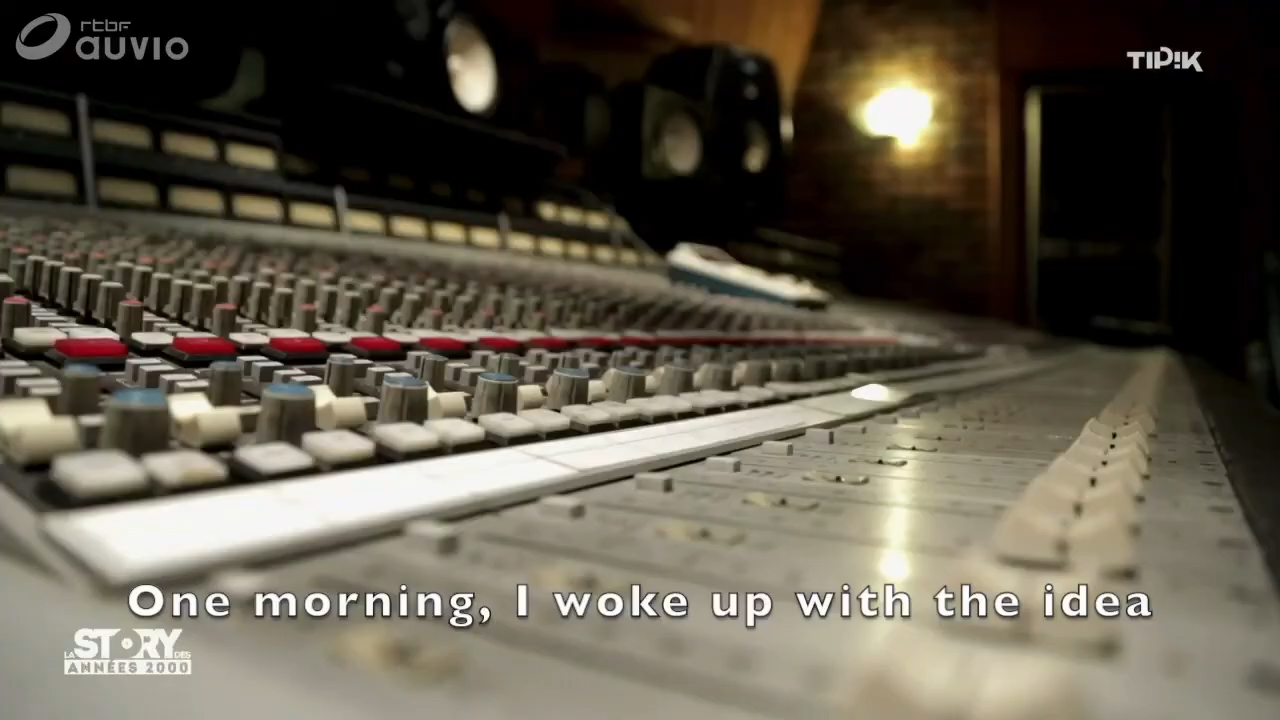 rtbf
auvio
TIPIK
One morning, I woke up with the idea
LA STORY DES
ANNÉES 2000